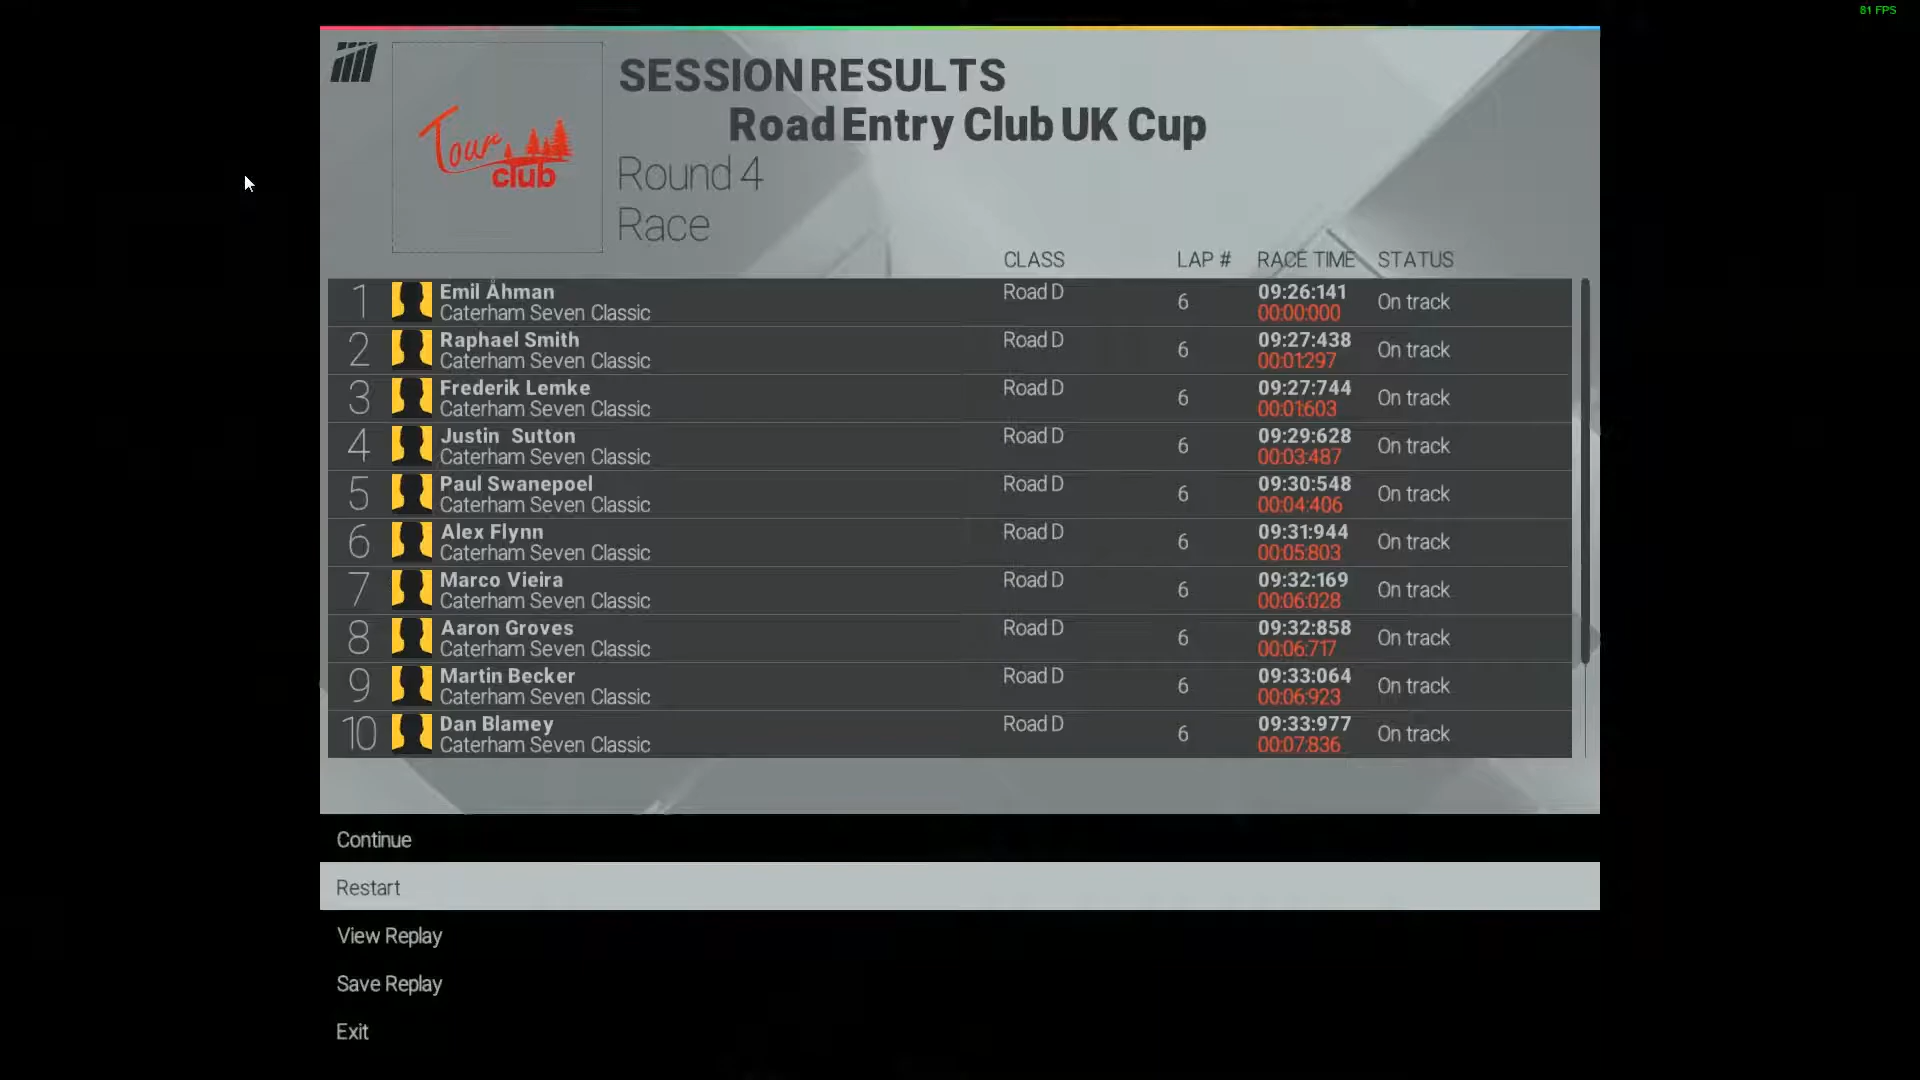 81 FPS
Tour club
SESSION RESULTS
Road Entry Club UK Cup
Round 4
Race
CLASS LAP # RACE TIME STATUS
1 Emil Åhman Road D 6 09:26:141 On track
Caterham Seven Classic 00:00:000
2 Raphael Smith Road D 6 09:27:438 On track
Caterham Seven Classic 00:01:297
3 Frederik Lemke Road D 6 09:27:744 On track
Caterham Seven Classic 00:01:603
4 Justin Sutton Road D 6 09:29:628 On track
Caterham Seven Classic 00:03:487
5 Paul Swanepoel Road D 6 09:30:548 On track
Caterham Seven Classic 00:04:406
6 Alex Flynn Road D 6 09:31:944 On track
Caterham Seven Classic 00:05:803
7 Marco Vieira Road D 6 09:32:169 On track
Caterham Seven Classic 00:06:028
8 Aaron Groves Road D 6 09:32:858 On track
Caterham Seven Classic 00:06:717
9 Martin Becker Road D 6 09:33:064 On track
Caterham Seven Classic 00:06:923
10 Dan Blamey Road D 6 09:33:977 On track
Caterham Seven Classic 00:07:836
Continue
Restart
View Replay
Save Replay
Exit